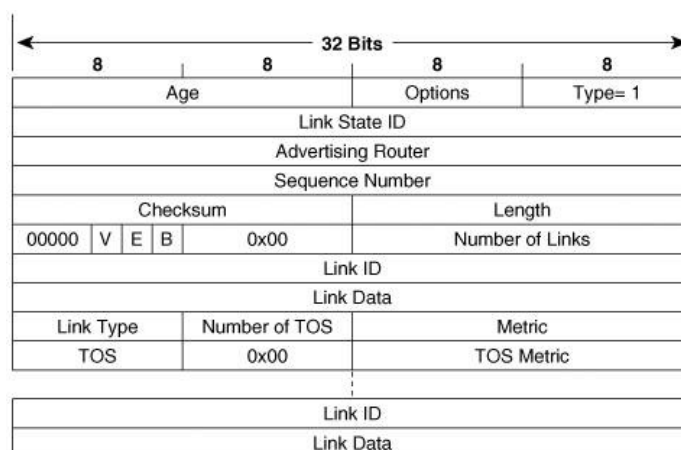 32 Bits
8 8 8 8
Age Options Type= 1
Link State ID
Advertising Router
Sequence Number
Checksum Length
00000 V E B 0x00 Number of Links
Link ID
Link Data
Link Type Number of TOS Metric
TOS 0x00 TOS Metric
Link ID
Link Data